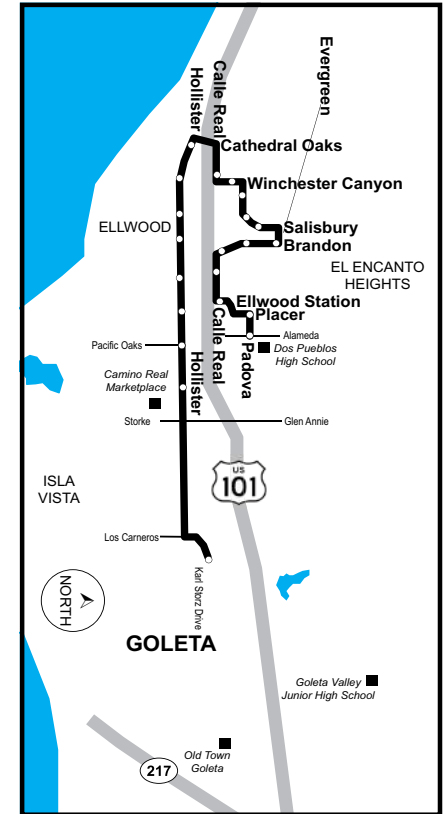 Evergreen
Calle Real
Hollister
Cathedral Oaks
Winchester Canyon
ELLWOOD
Salisbury
Brandon
EL ENCANTO
HEIGHTS
Ellwood Station
Placer
Calle Real
Padova
Alameda
Dos Pueblos
High School
Pacific Oaks
Hollister
Camino Real
Marketplace
Storke
Glen Annie
US
101
ISLA
VISTA
Los Carneros
Karl Storz Drive
NORTH
GOLETA
Goleta Valley
Junior High School
Old Town
Goleta
217